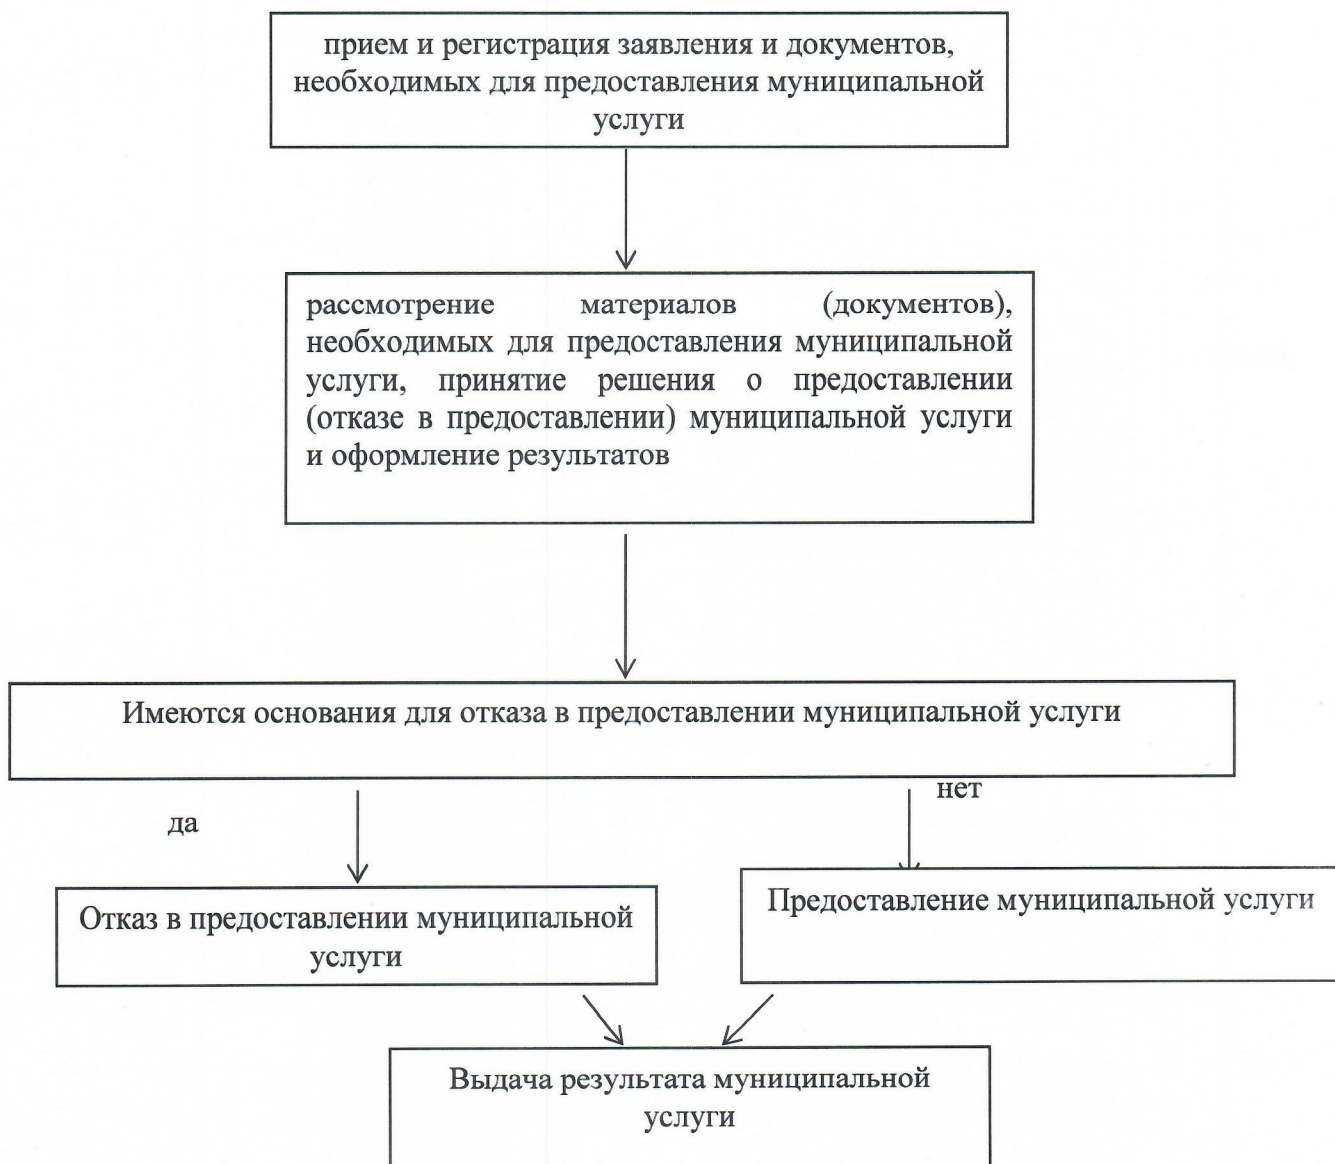 прием и регистрация заявления и документов,
необходимых для предоставления муниципальной
услуги
рассмотрение материалов (документов),
необходимых для предоставления муниципальной
услуги, принятие решения о предоставлении
(отказе в предоставлении) муниципальной услуги
и оформление результатов
Имеются основания для отказа в предоставлении муниципальной услуги
да
нет
Отказ в предоставлении муниципальной
услуги
Предоставление муниципальной услуги
Выдача результата муниципальной
услуги